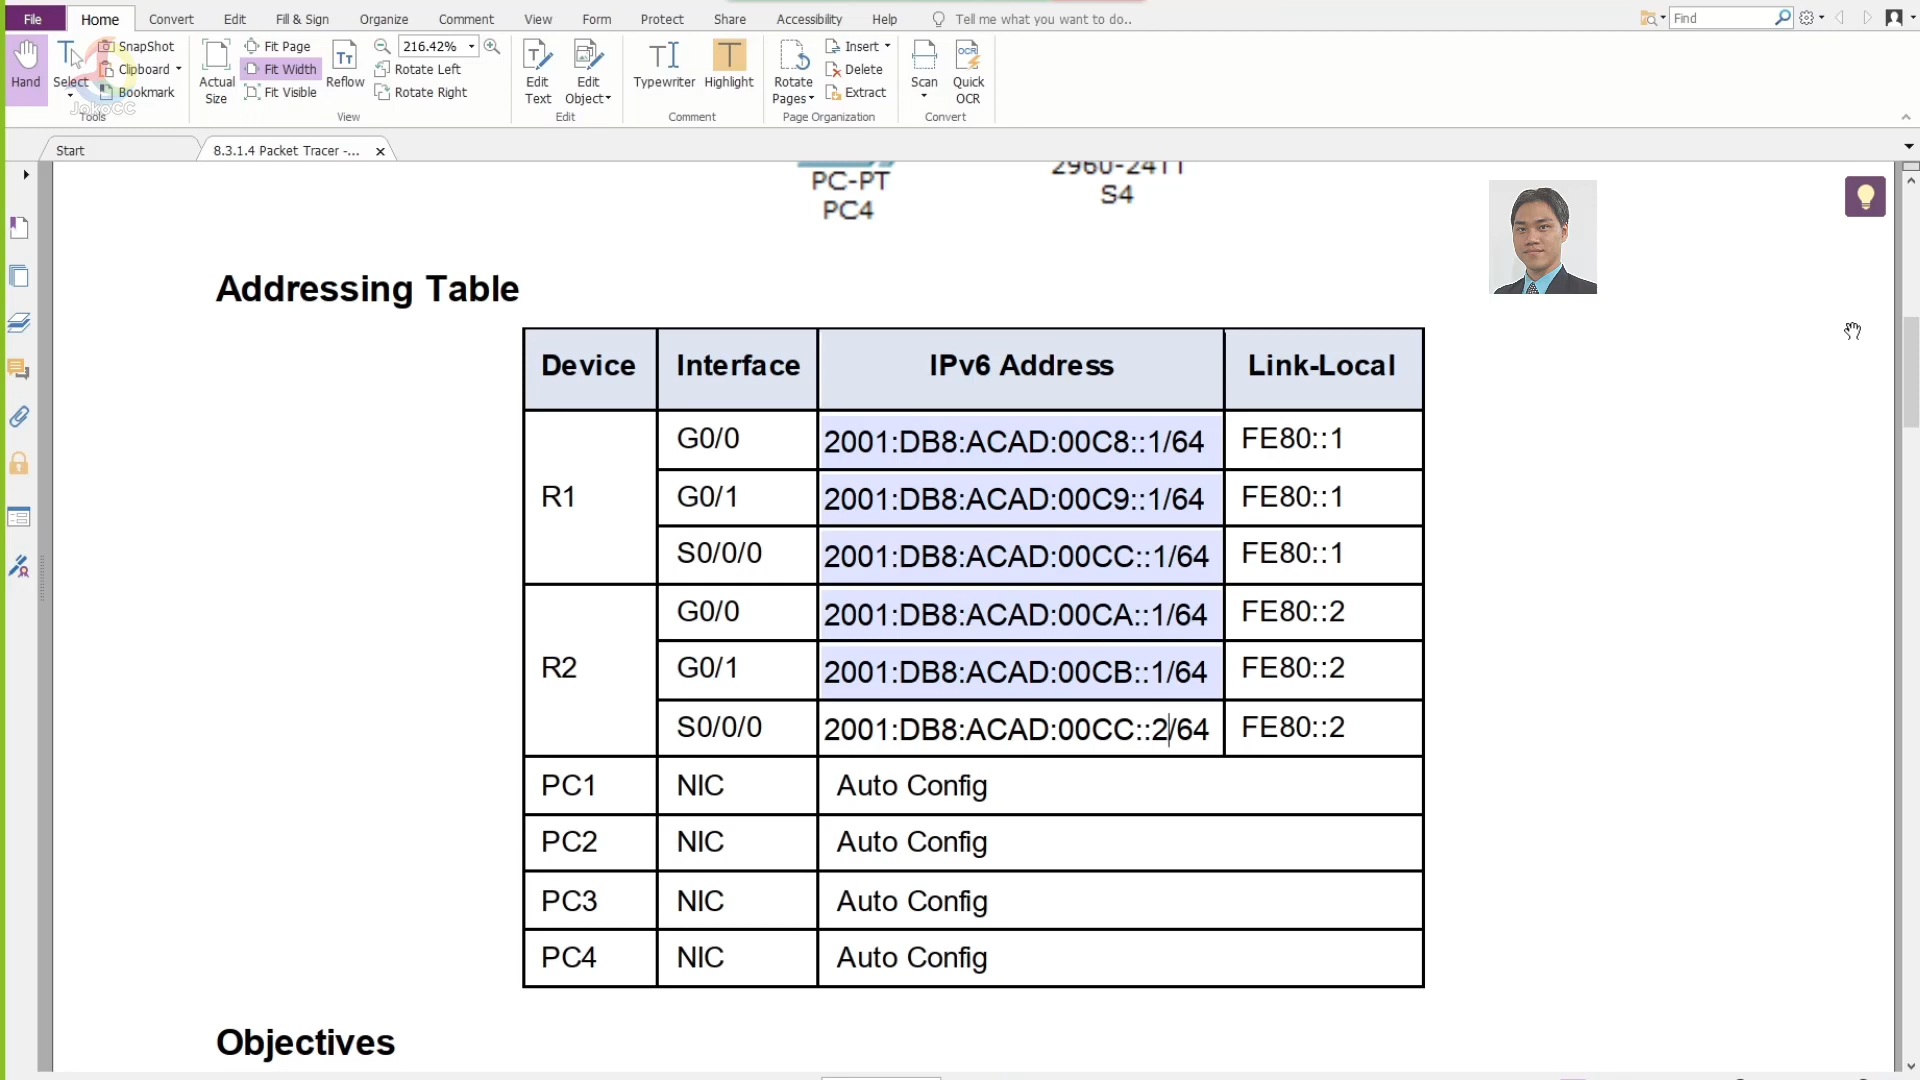 File Home Convert Edit Fill & Sign Organize Comment View Form Protect Share Accessibility Help Tell me what you want to do.. Find
Hand
Select
SnapShot
Clipboard
Bookmark
JokoCC
Tools
Actual Size
Fit Page
Fit Width
Fit Visible
Reflow
216.42%
Rotate Left
Rotate Right
View
Edit Text
Edit Object
Edit
Typewriter
Highlight
Comment
Rotate Pages
Insert
Delete
Extract
Page Organization
Scan
Quick OCR
Convert
Start 8.3.1.4 Packet Tracer -...
PC-PT
PC4
2960-24TT
S4
Addressing Table
Device Interface IPv6 Address Link-Local
R1
G0/0 2001:DB8:ACAD:00C8::1/64 FE80::1
G0/1 2001:DB8:ACAD:00C9::1/64 FE80::1
S0/0/0 2001:DB8:ACAD:00CC::1/64 FE80::1
R2
G0/0 2001:DB8:ACAD:00CA::1/64 FE80::2
G0/1 2001:DB8:ACAD:00CB::1/64 FE80::2
S0/0/0 2001:DB8:ACAD:00CC::2/64 FE80::2
PC1 NIC Auto Config
PC2 NIC Auto Config
PC3 NIC Auto Config
PC4 NIC Auto Config
Objectives